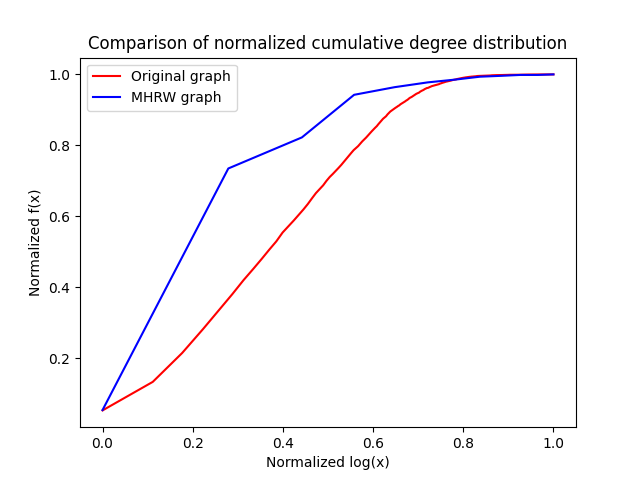 Comparison of normalized cumulative degree distribution
Original graph
MHRW graph
Normalized f(x)
1.0
0.8
0.6
0.4
0.2
0.0 0.2 0.4 0.6 0.8 1.0
Normalized log(x)